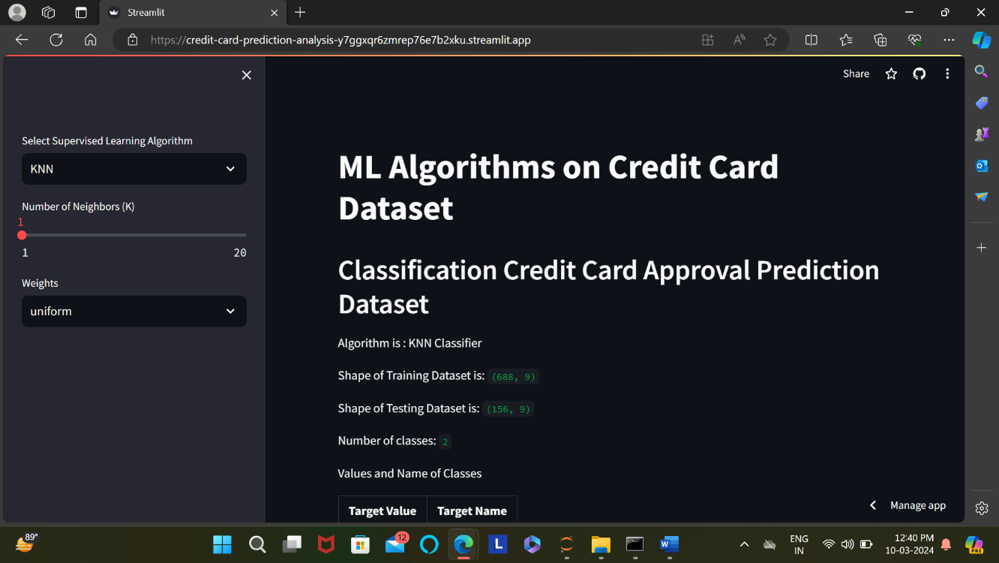 Streamlit
https://credit-card-prediction-analysis-y7ggxqr6zmrep76e7b2xku.streamlit.app
Share
Select Supervised Learning Algorithm
KNN
Number of Neighbors (K)
1
1 20
Weights
uniform
ML Algorithms on Credit Card
Dataset
Classification Credit Card Approval Prediction
Dataset
Algorithm is : KNN Classifier
Shape of Training Dataset is: (688, 9)
Shape of Testing Dataset is: (156, 9)
Number of classes: 2
Values and Name of Classes
Target Value Target Name
Manage app
89°
12
L
W
ENG
IN
12:40 PM
10-03-2024
PRE